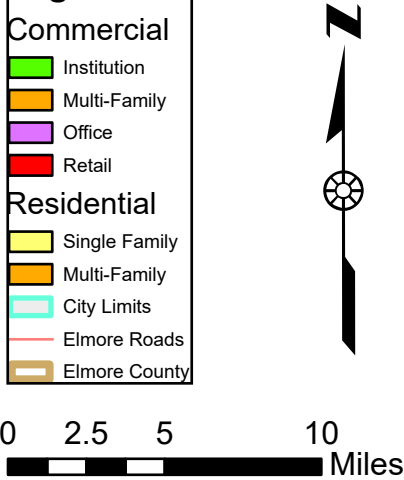 Commercial
Institution
Multi-Family
Office
Retail
Residential
Single Family
Multi-Family
City Limits
Elmore Roads
Elmore County
N
0 2.5 5 10
Miles